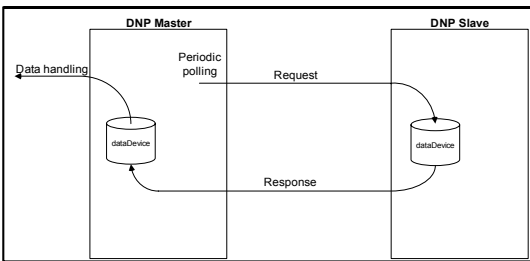 DNP Master
DNP Slave
Data handling
Periodic
polling
Request
dataDevice
dataDevice
Response